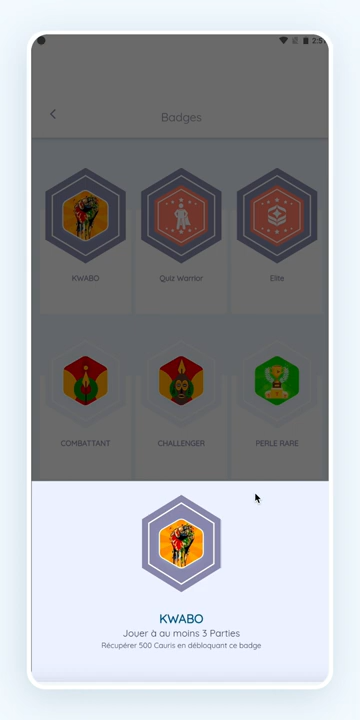 Badges
KWABO
Quiz Warrior
Elite
COMBATTANT
CHALLENGER
PERLE RARE
KWABO
Jouer à au moins 3 Parties
Récupérer 500 Cauris en débloquant ce badge